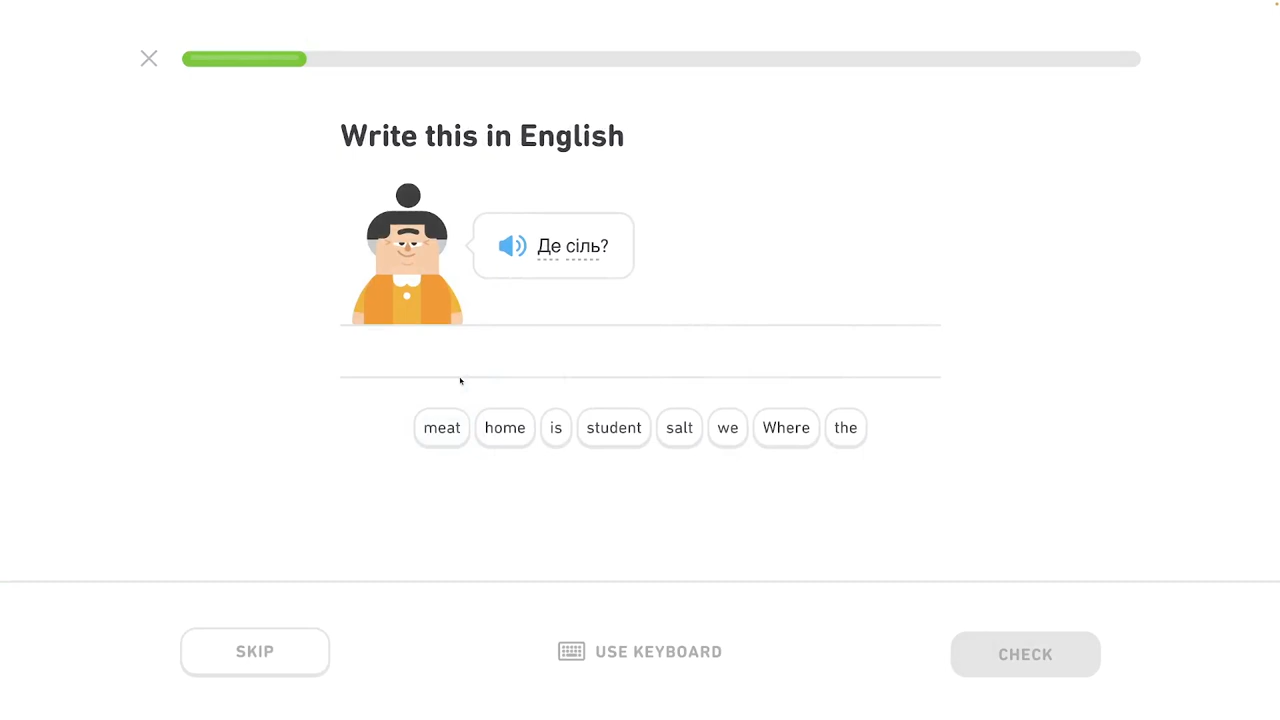 Write this in English
Де сіль?
meat home is student salt we Where the
SKIP
USE KEYBOARD
CHECK